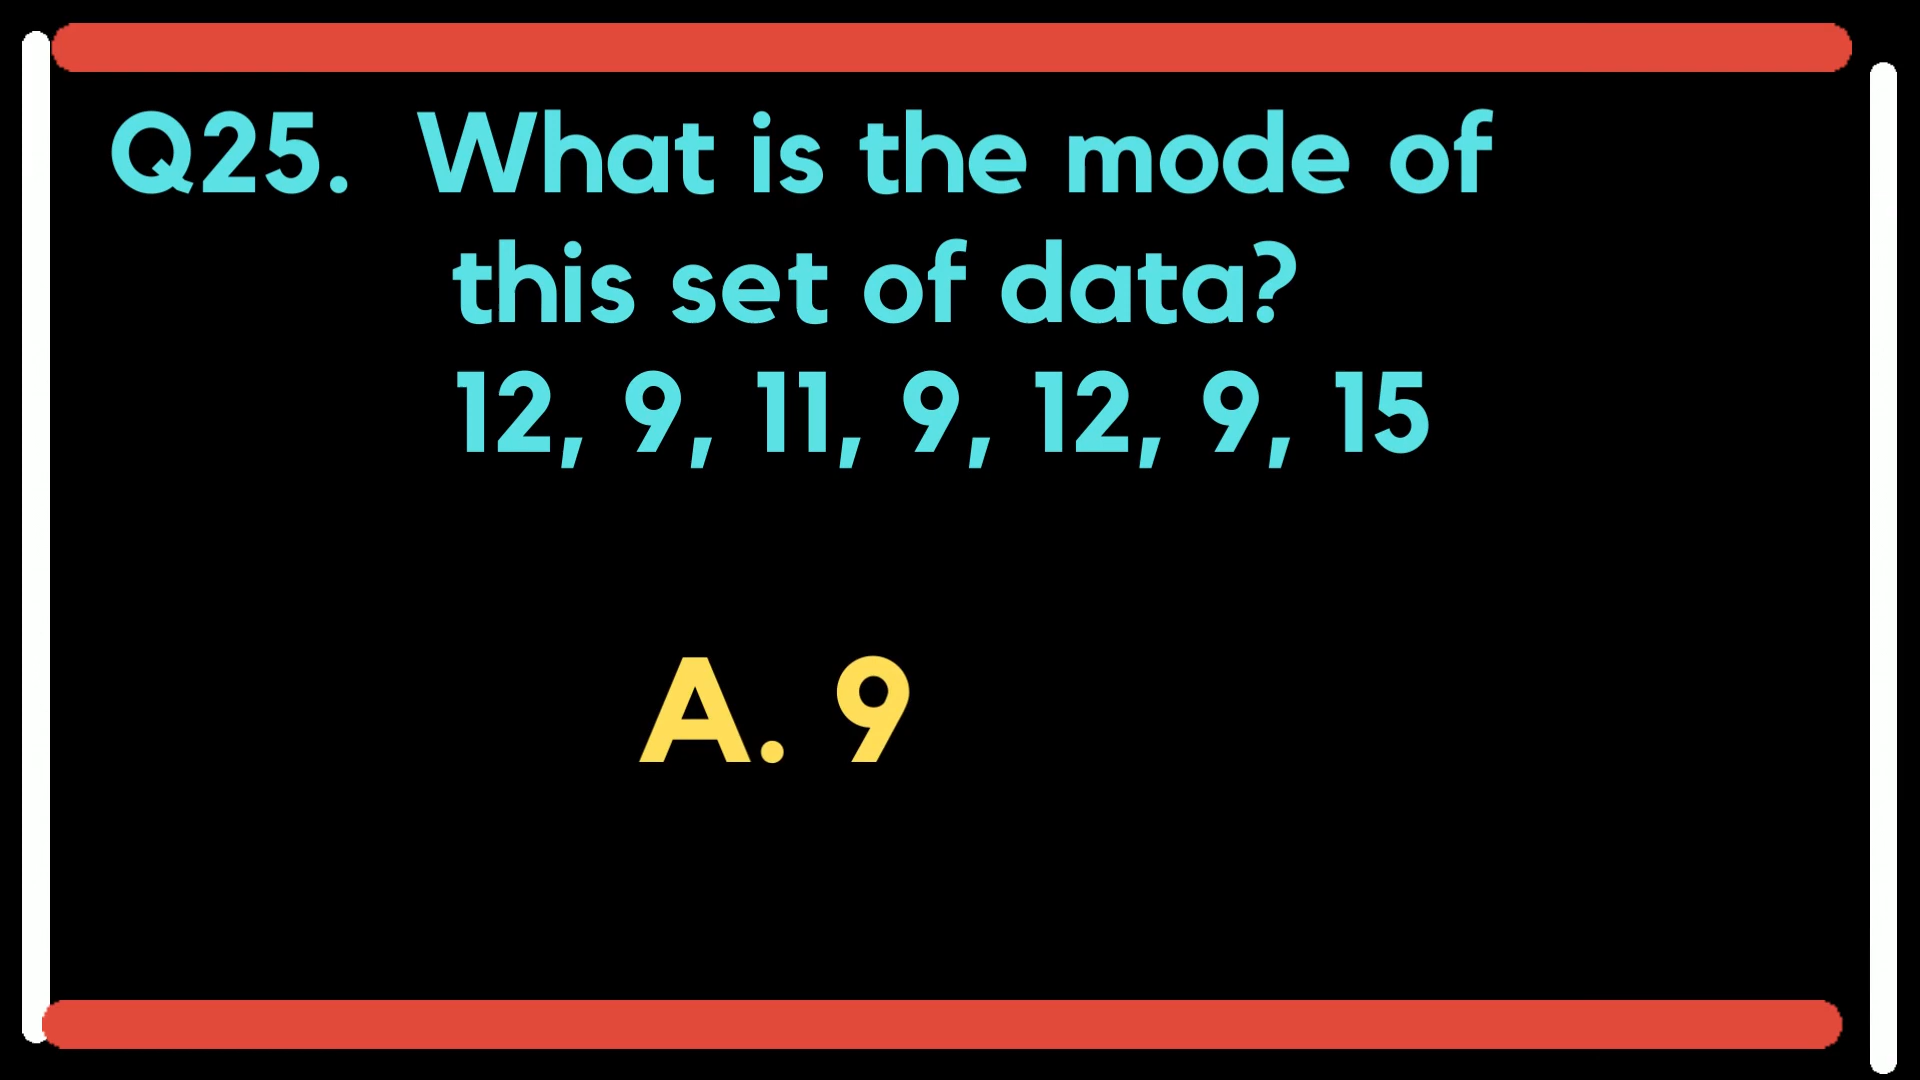 Q25. What is the mode of
this set of data?
12, 9, 11, 9, 12, 9, 15
A. 9